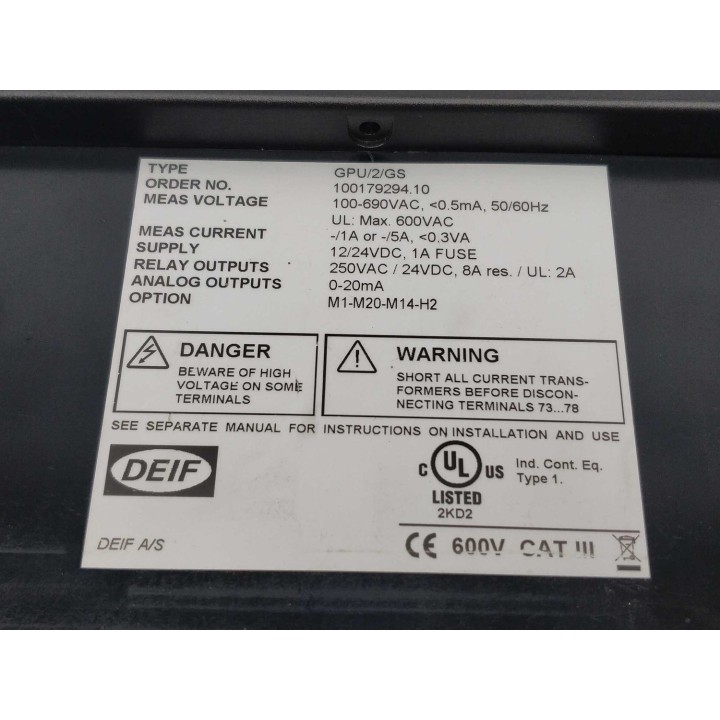 TYPE GPU/2/GS
ORDER NO. 100179294.10
MEAS VOLTAGE 100-690VAC, <0.5mA, 50/60Hz
UL: Max. 600VAC
MEAS CURRENT -/1A or -/5A, <0.3VA
SUPPLY 12/24VDC, 1A FUSE
RELAY OUTPUTS 250VAC / 24VDC, 8A res. / UL: 2A
ANALOG OUTPUTS 0-20mA
OPTION M1-M20-M14-H2
DANGER
BEWARE OF HIGH
VOLTAGE ON SOME
TERMINALS
WARNING
SHORT ALL CURRENT TRANS-
FORMERS BEFORE DISCON-
NECTING TERMINALS 73...78
SEE SEPARATE MANUAL FOR INSTRUCTIONS ON INSTALLATION AND USE
DEIF
C UL US
LISTED
2KD2
Ind. Cont. Eq.
Type 1.
DEIF A/S
CE 600V CAT III